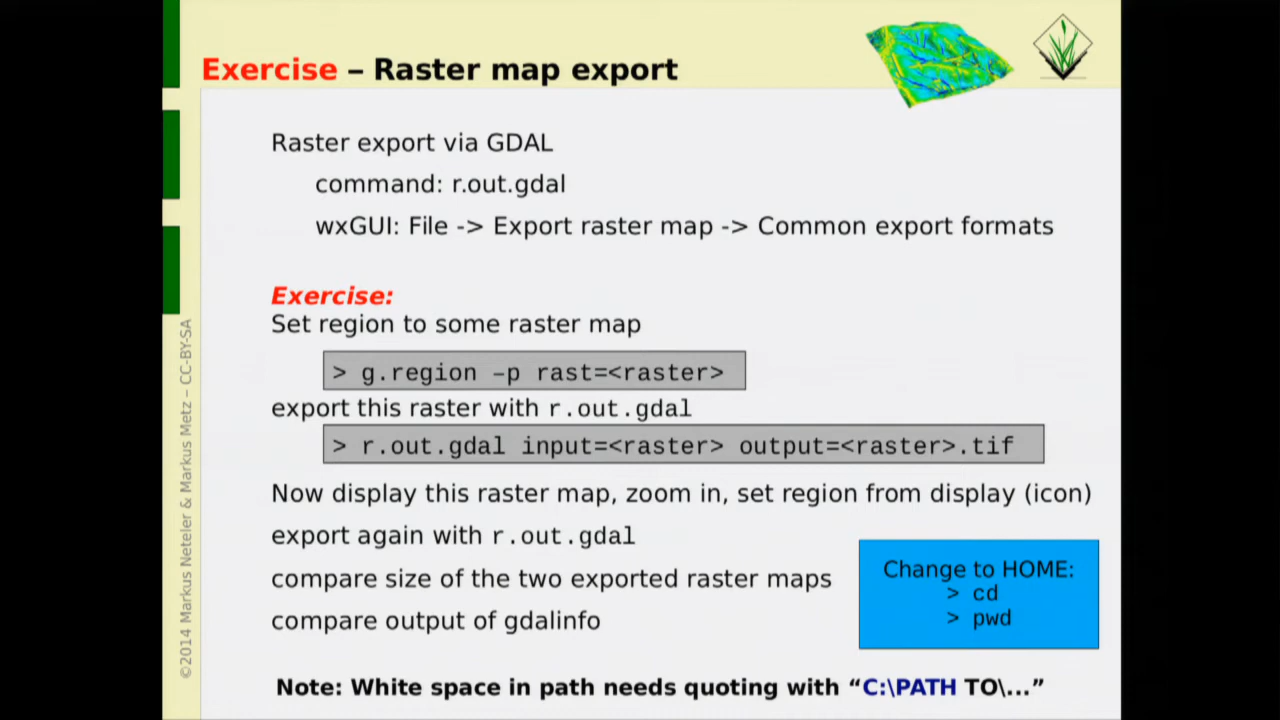 Exercise – Raster map export
Raster export via GDAL
command: r.out.gdal
wxGUI: File -> Export raster map -> Common export formats
Exercise:
Set region to some raster map
> g.region –p rast=<raster>
export this raster with r.out.gdal
> r.out.gdal input=<raster> output=<raster>.tif
Now display this raster map, zoom in, set region from display (icon)
export again with r.out.gdal
compare size of the two exported raster maps
compare output of gdalinfo
Change to HOME:
> cd
> pwd
Note: White space in path needs quoting with “C:\PATH TO\...”
©2014 Markus Neteler & Markus Metz – CC-BY-SA